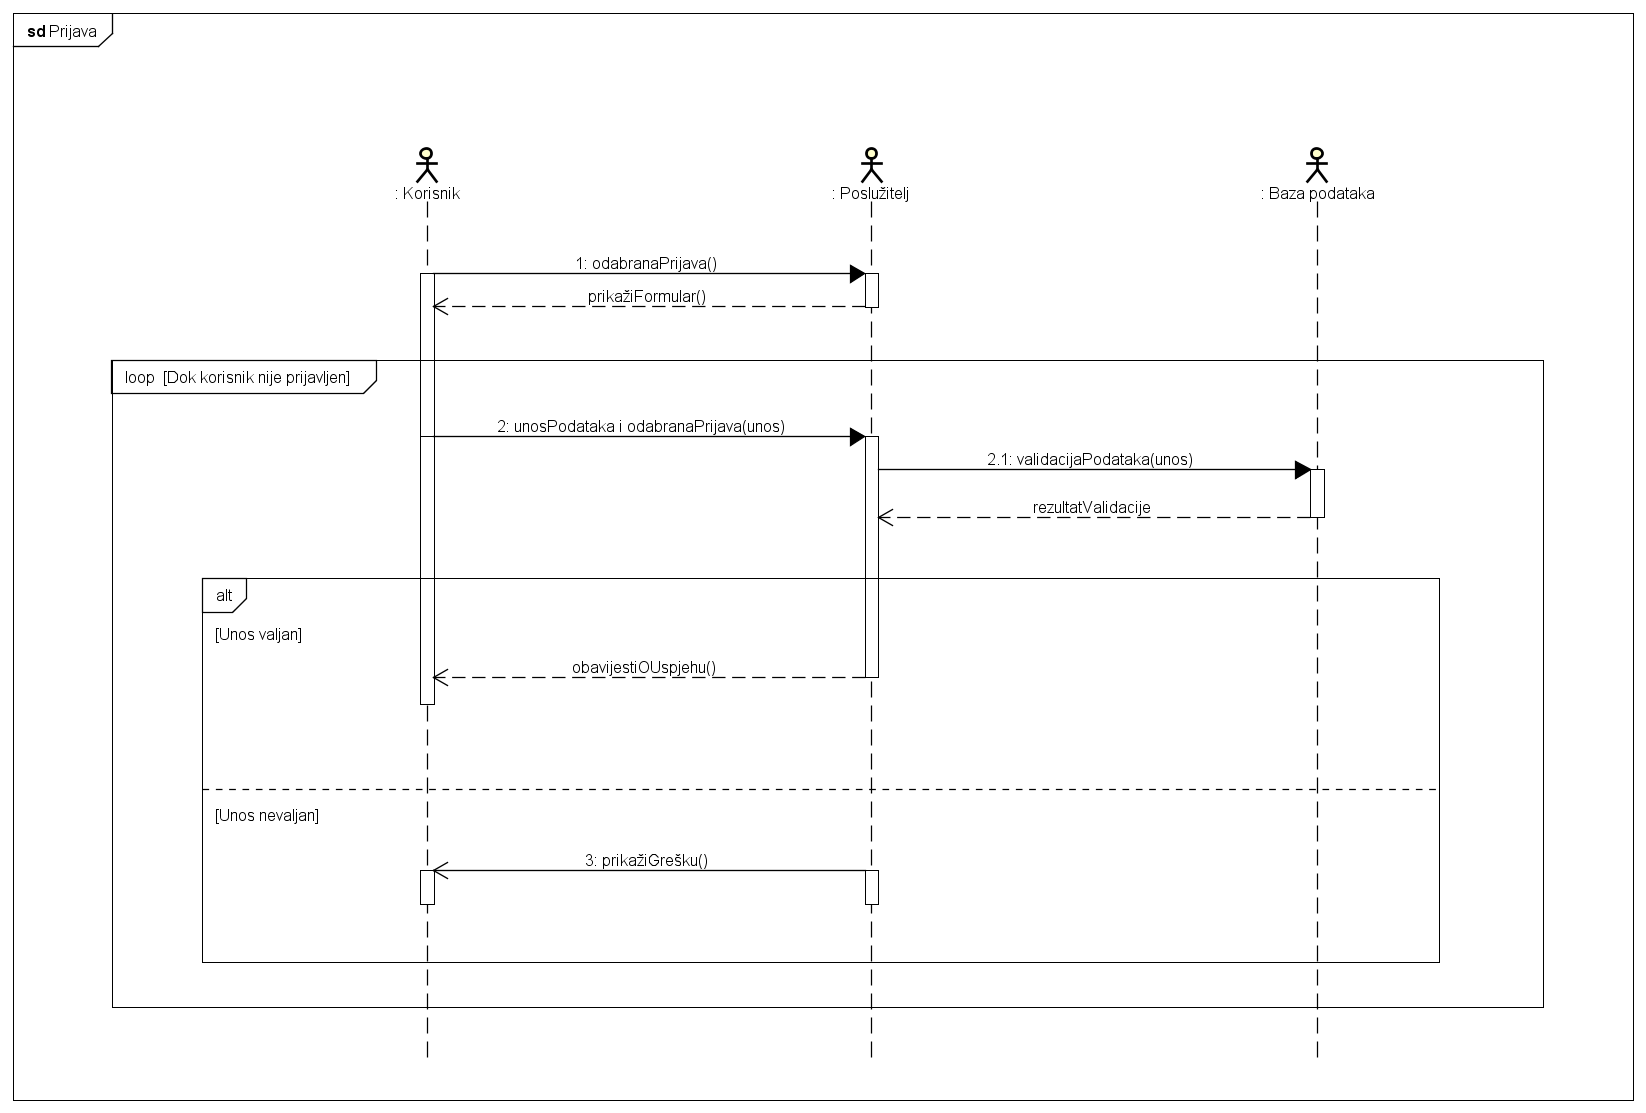 sd Prijava
: Korisnik
: Poslužitelj
: Baza podataka
1: odabranaPrijava()
prikažiFormular()
loop [Dok korisnik nije prijavljen]
2: unosPodataka i odabranaPrijava(unos)
2.1: validacijaPodataka(unos)
rezultatValidacije
alt
[Unos valjan]
obavijestiOUspjehu()
[Unos nevaljan]
3: prikažiGrešku()